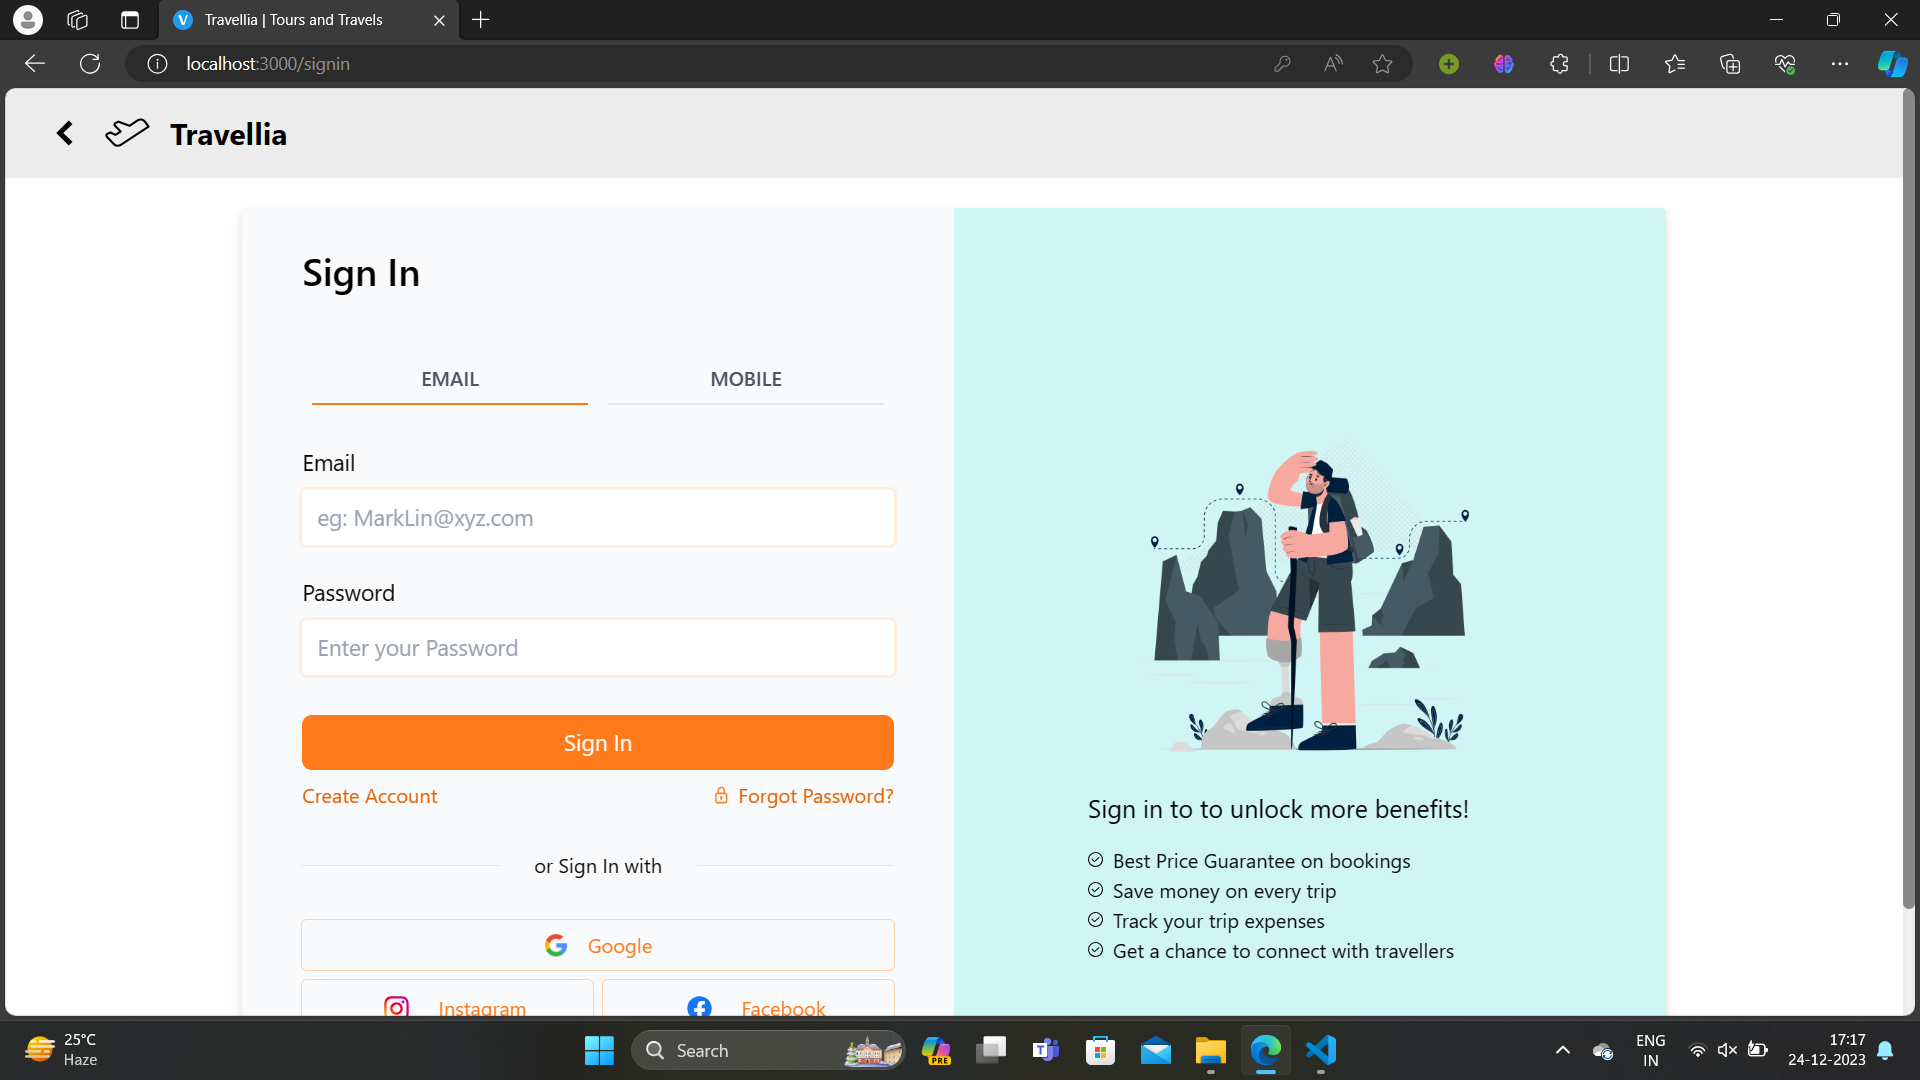 Travellia | Tours and Travels
localhost:3000/signin
Travellia
Sign In
EMAIL
MOBILE
Email
eg: MarkLin@xyz.com
Password
Enter your Password
Sign In
Create Account
Forgot Password?
or Sign In with
Google
Instagram
Facebook
Sign in to to unlock more benefits!
Best Price Guarantee on bookings
Save money on every trip
Track your trip expenses
Get a chance to connect with travellers
25°C
Haze
Search
PRE
ENG
IN
17:17
24-12-2023